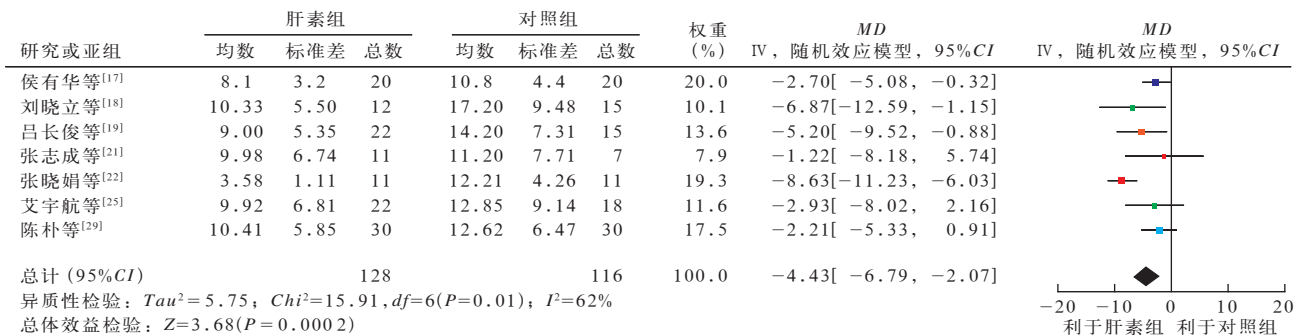 肝素组 对照组 权重 MD MD
研究或亚组 均数 标准差 总数 均数 标准差 总数 (%) Ⅳ，随机效应模型，95%CI Ⅳ，随机效应模型，95%CI
侯有华等[17] 8.1 3.2 20 10.8 4.4 20 20.0 −2.70[ −5.08, −0.32]
刘晓立等[18] 10.33 5.50 12 17.20 9.48 15 10.1 −6.87[−12.59, −1.15]
吕长俊等[19] 9.00 5.35 22 14.20 7.31 15 13.6 −5.20[ −9.52, −0.88]
张志成等[21] 9.98 6.74 11 11.20 7.71 7 7.9 −1.22[ −8.18, 5.74]
张晓娟等[22] 3.58 1.11 11 12.21 4.26 11 19.3 −8.63[−11.23, −6.03]
艾宇航等[25] 9.92 6.81 22 12.85 9.14 18 11.6 −2.93[ −8.02, 2.16]
陈朴等[29] 10.41 5.85 30 12.62 6.47 30 17.5 −2.21[ −5.33, 0.91]
总计 (95%CI) 128 116 100.0 −4.43[ −6.79, −2.07]
异质性检验：Tau²=5.75；Chi²=15.91,df=6(P=0.01)；I²=62%
−20 −10 0 10 20
总体效益检验：Z=3.68(P=0.0002) 利于肝素组 利于对照组